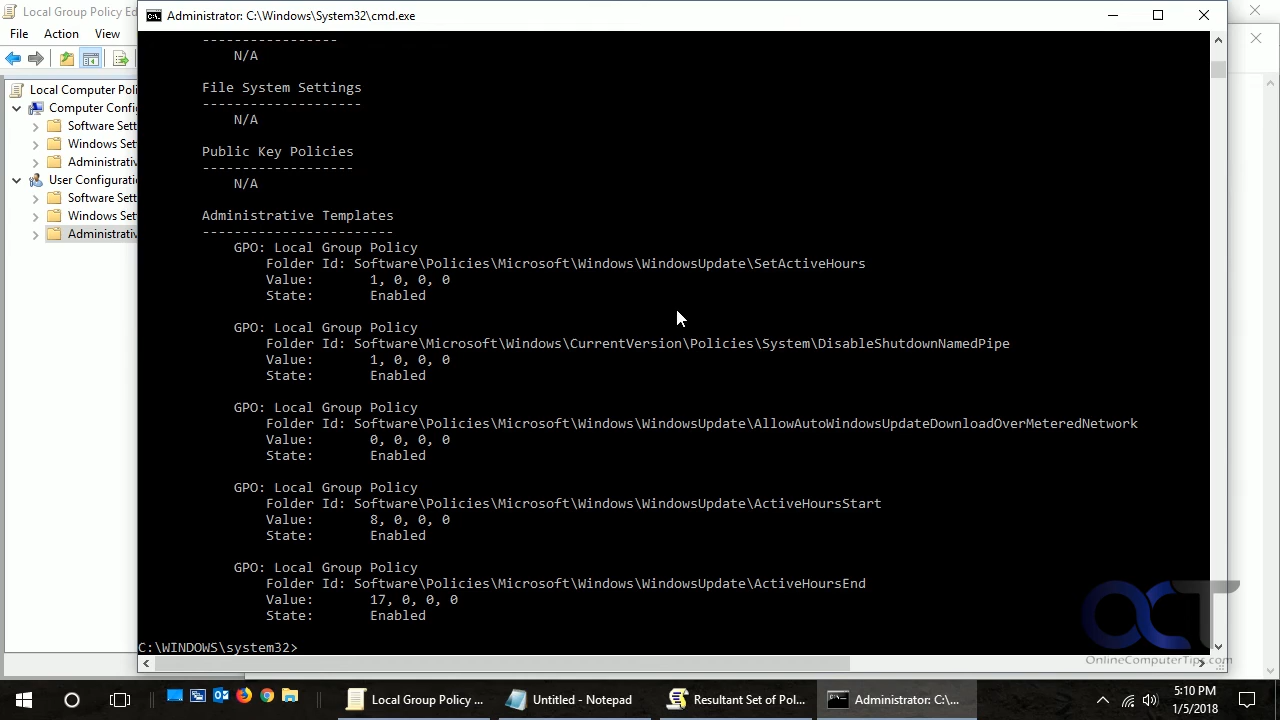 Local Group Policy Ed
Administrator: C:\Windows\System32\cmd.exe
File Action View
Local Computer Poli
Computer Config
Software Sett
Windows Sett
Administrativ
User Configuratio
Software Sett
Windows Sett
Administrativ
-----------------
N/A
File System Settings
--------------------
N/A
Public Key Policies
-------------------
N/A
Administrative Templates
------------------------
GPO: Local Group Policy
Folder Id: Software\Policies\Microsoft\Windows\WindowsUpdate\SetActiveHours
Value: 1, 0, 0, 0
State: Enabled
GPO: Local Group Policy
Folder Id: Software\Microsoft\Windows\CurrentVersion\Policies\System\DisableShutdownNamedPipe
Value: 1, 0, 0, 0
State: Enabled
GPO: Local Group Policy
Folder Id: Software\Policies\Microsoft\Windows\WindowsUpdate\AllowAutoWindowsUpdateDownloadOverMeteredNetwork
Value: 0, 0, 0, 0
State: Enabled
GPO: Local Group Policy
Folder Id: Software\Policies\Microsoft\Windows\WindowsUpdate\ActiveHoursStart
Value: 8, 0, 0, 0
State: Enabled
GPO: Local Group Policy
Folder Id: Software\Policies\Microsoft\Windows\WindowsUpdate\ActiveHoursEnd
Value: 17, 0, 0, 0
State: Enabled
C:\WINDOWS\system32>
OCT
OnlineComputerTips.com
Local Group Policy ...
Untitled - Notepad
Resultant Set of Pol...
Administrator: C:\...
5:10 PM
1/5/2018